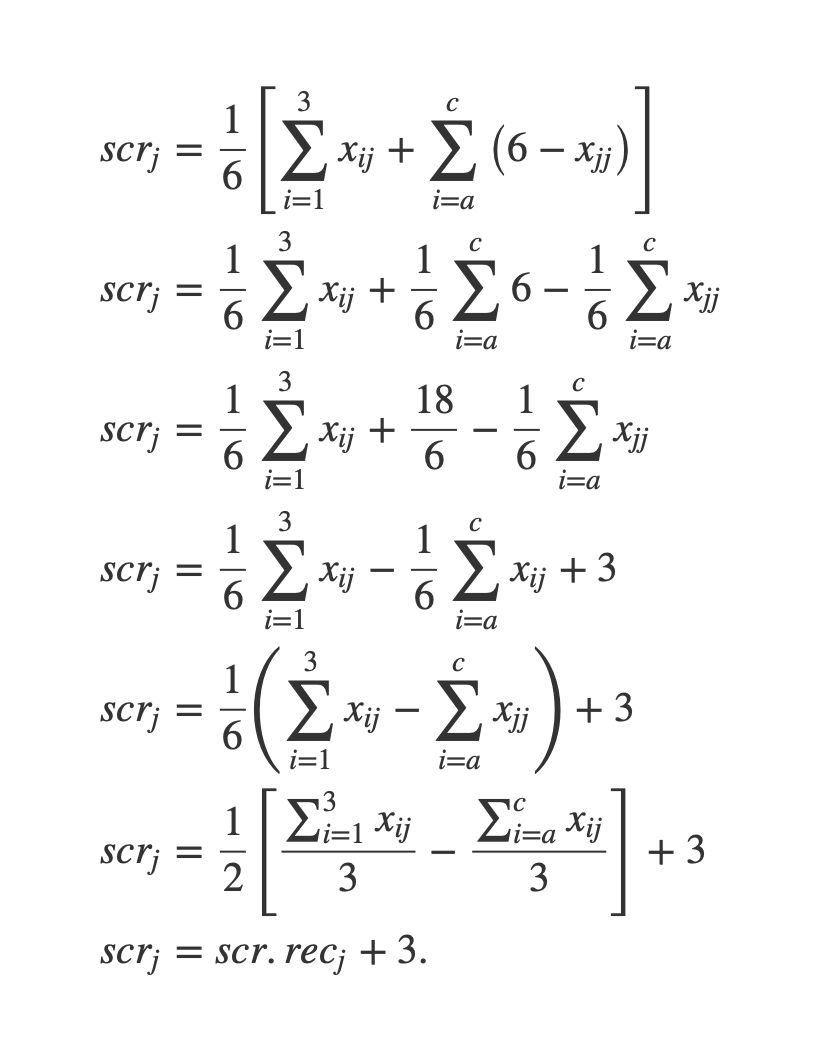 scr_j = \frac{1}{6} \left[ \sum_{i=1}^{3} x_{ij} + \sum_{i=a}^{c} (6 - x_{jj}) \right]
scr_j = \frac{1}{6} \sum_{i=1}^{3} x_{ij} + \frac{1}{6} \sum_{i=a}^{c} 6 - \frac{1}{6} \sum_{i=a}^{c} x_{jj}
scr_j = \frac{1}{6} \sum_{i=1}^{3} x_{ij} + \frac{18}{6} - \frac{1}{6} \sum_{i=a}^{c} x_{jj}
scr_j = \frac{1}{6} \sum_{i=1}^{3} x_{ij} - \frac{1}{6} \sum_{i=a}^{c} x_{ij} + 3
scr_j = \frac{1}{6} \left( \sum_{i=1}^{3} x_{ij} - \sum_{i=a}^{c} x_{jj} \right) + 3
scr_j = \frac{1}{2} \left[ \frac{\sum_{i=1}^{3} x_{ij}}{3} - \frac{\sum_{i=a}^{c} x_{ij}}{3} \right] + 3
scr_j = scr.rec_j + 3.